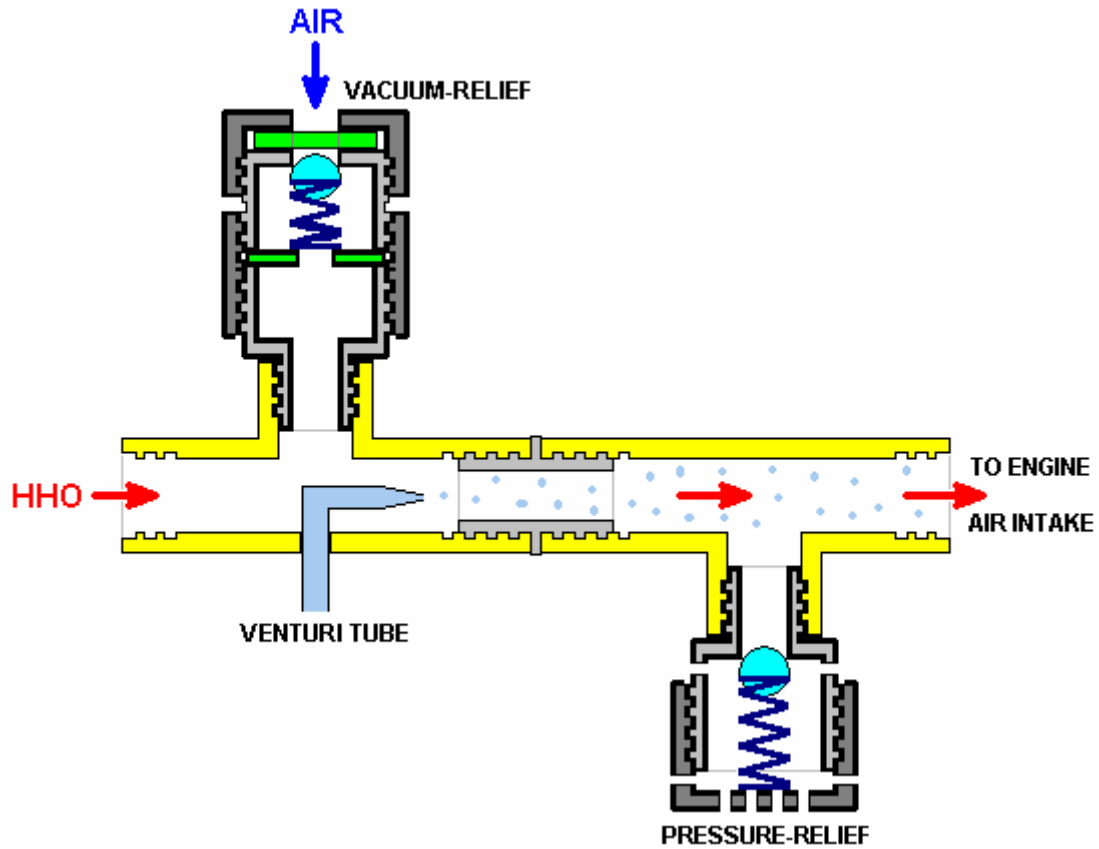 AIR
VACUUM-RELIEF
HHO
TO ENGINE
AIR INTAKE
VENTURI TUBE
PRESSURE-RELIEF